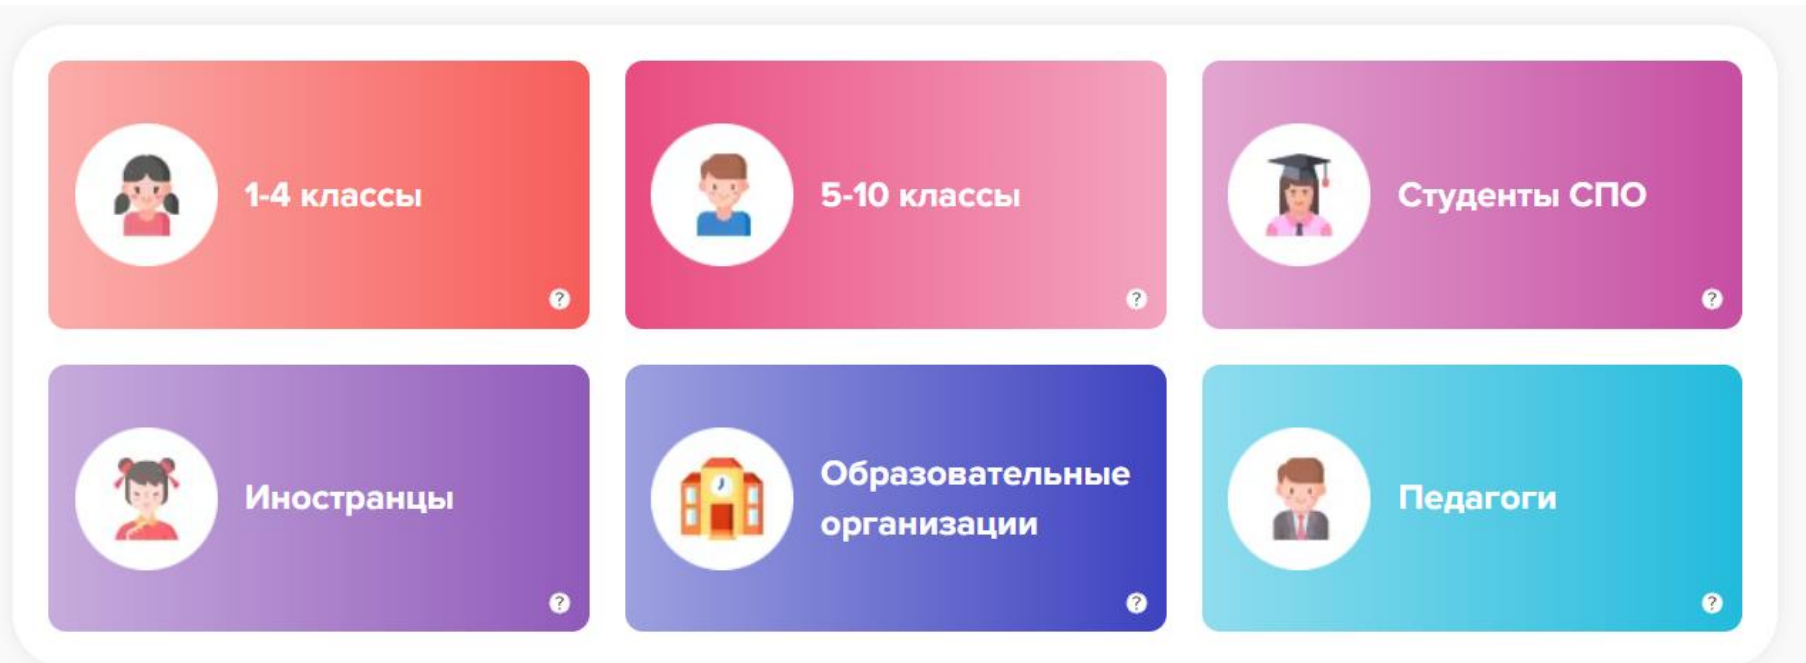 1-4 классы
?
5-10 классы
?
Студенты СПО
?
Иностранцы
?
Образовательные
организации
?
Педагоги
?